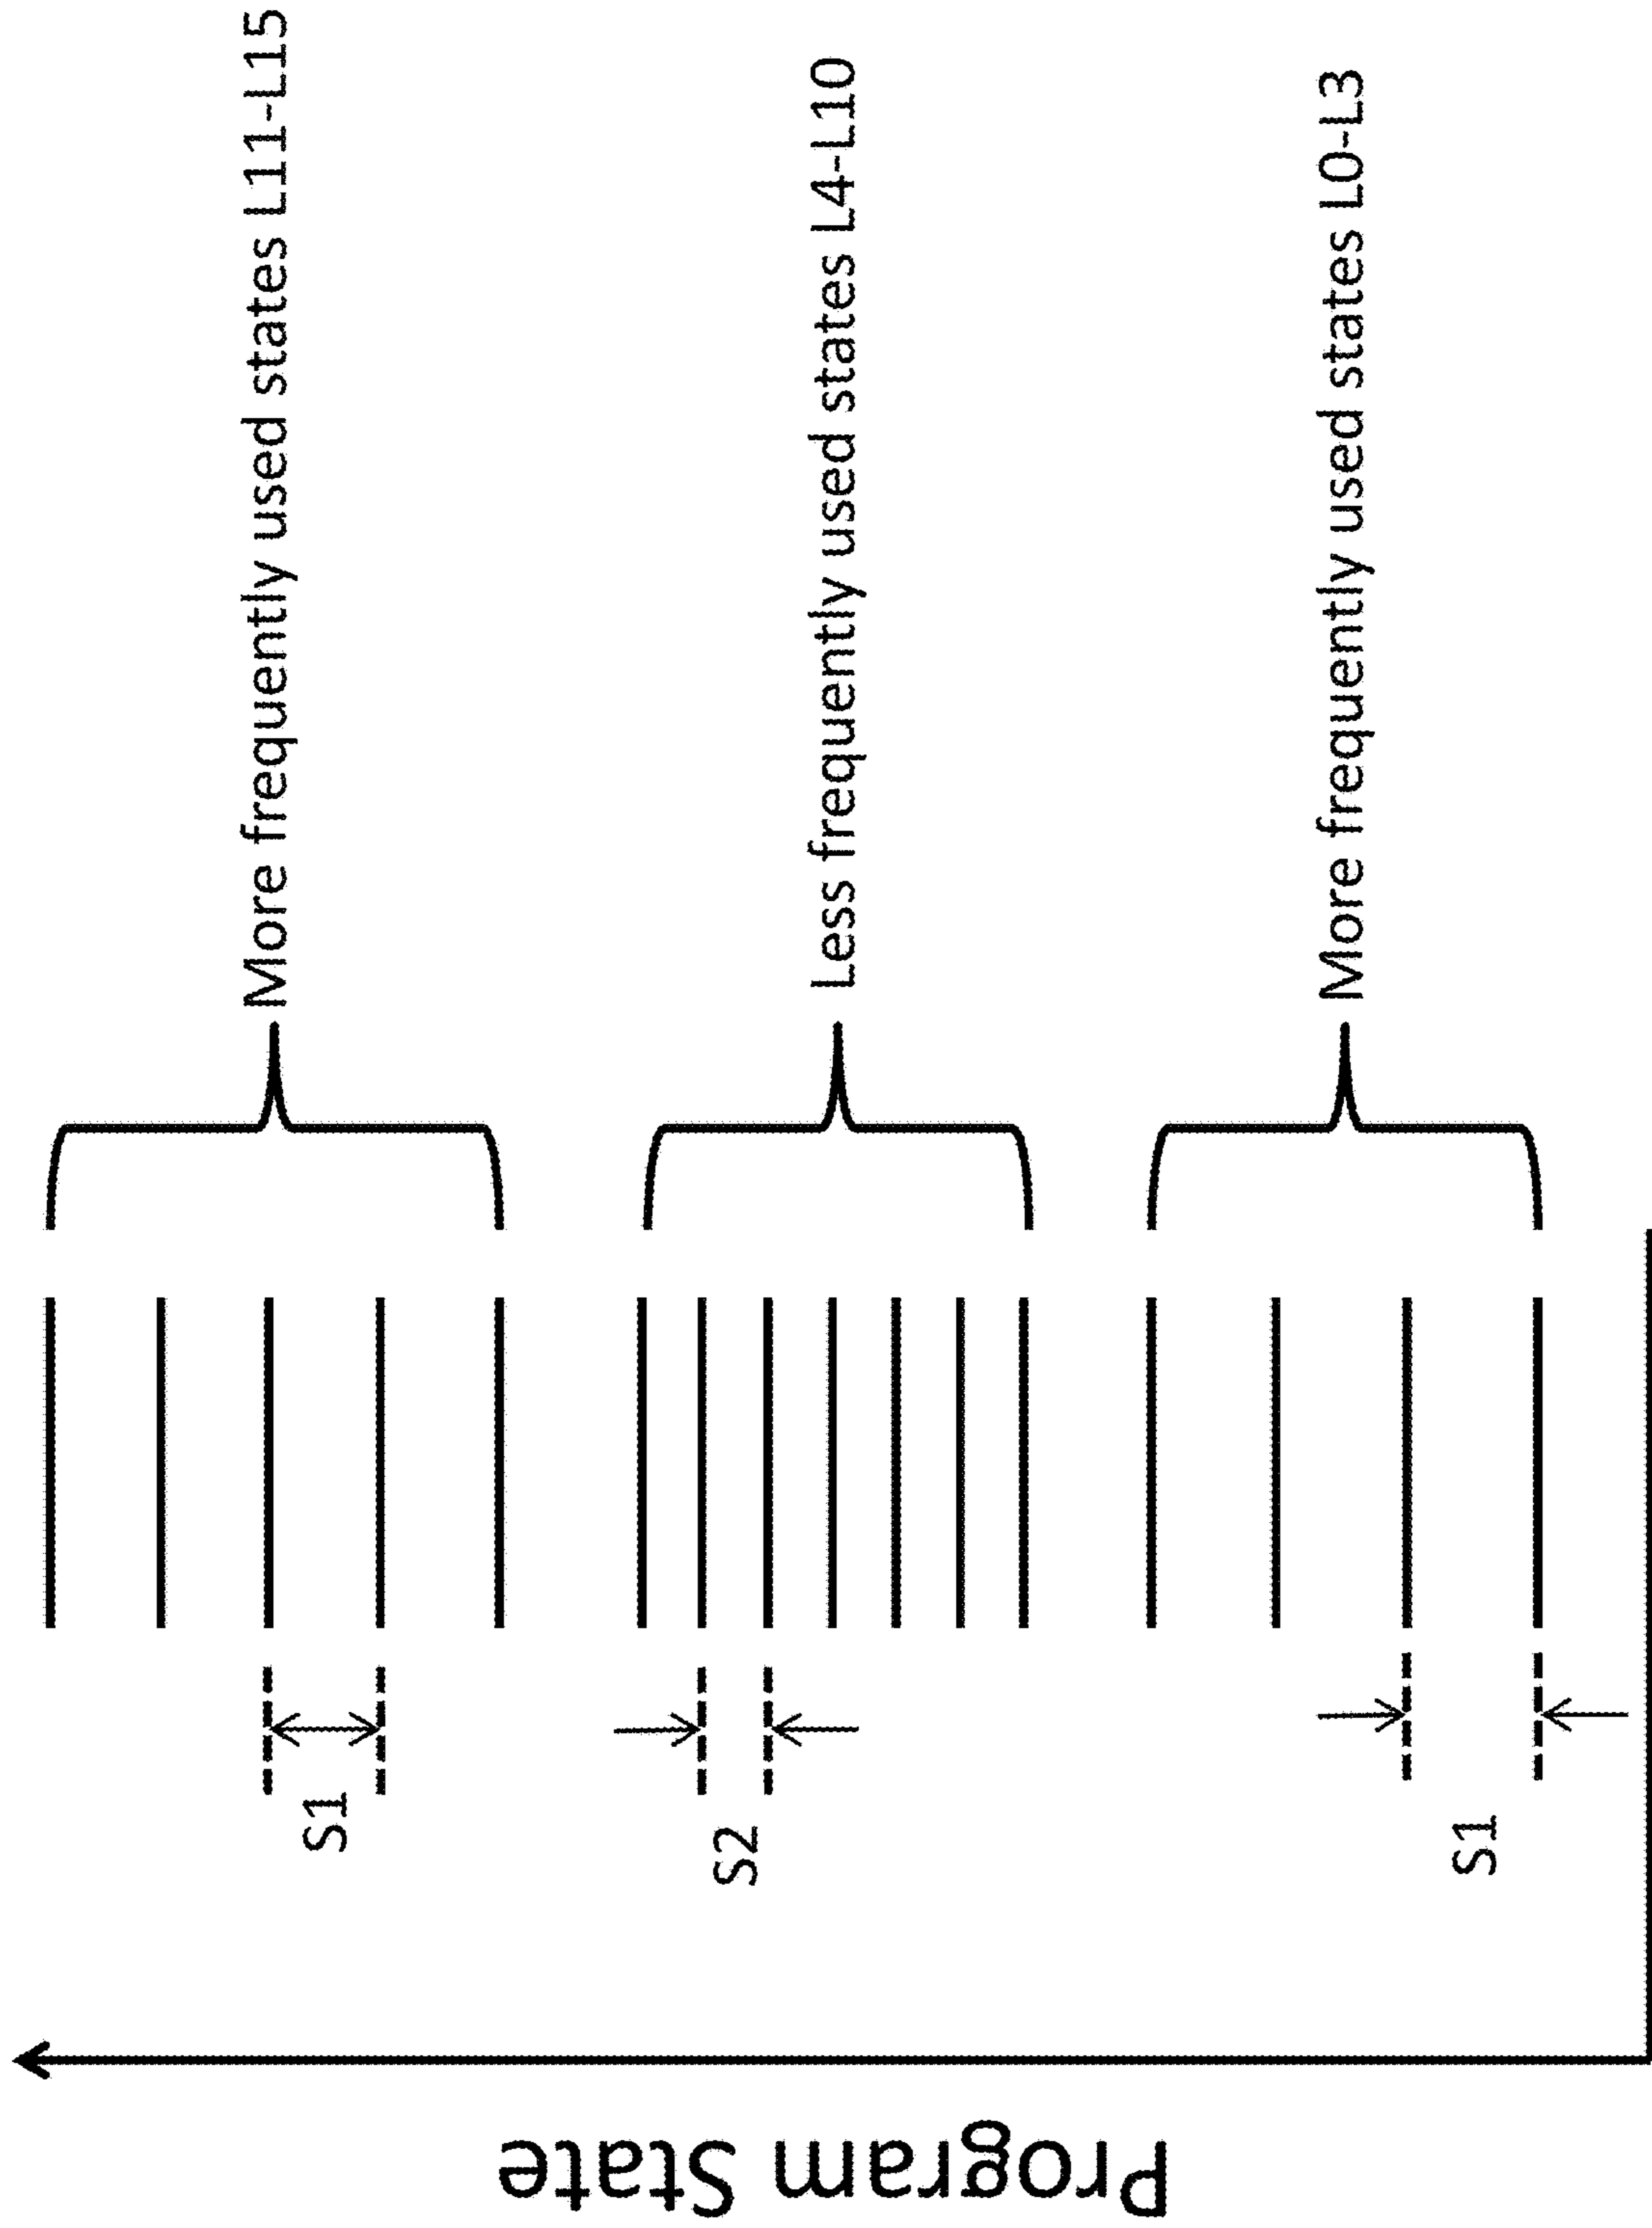 Program State
S1
More frequently used states L11-L15
S2
Less frequently used states L4-L10
S1
More frequently used states L0-L3